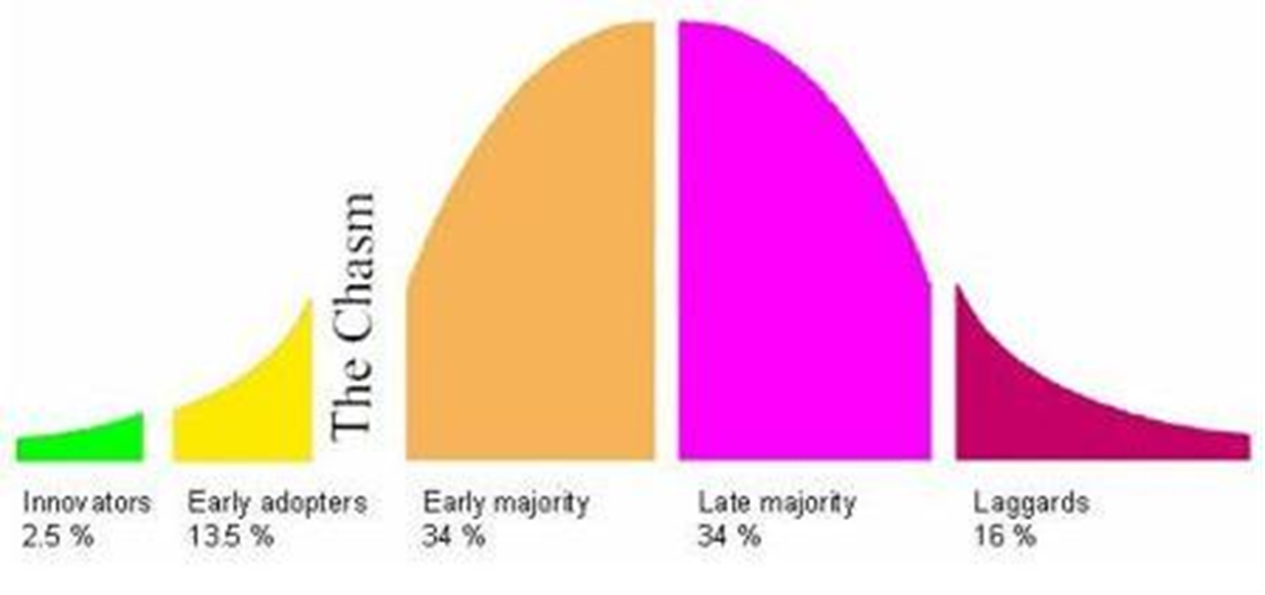 The Chasm
Innovators
2.5 %
Early adopters
13.5 %
Early majority
34 %
Late majority
34 %
Laggards
16 %